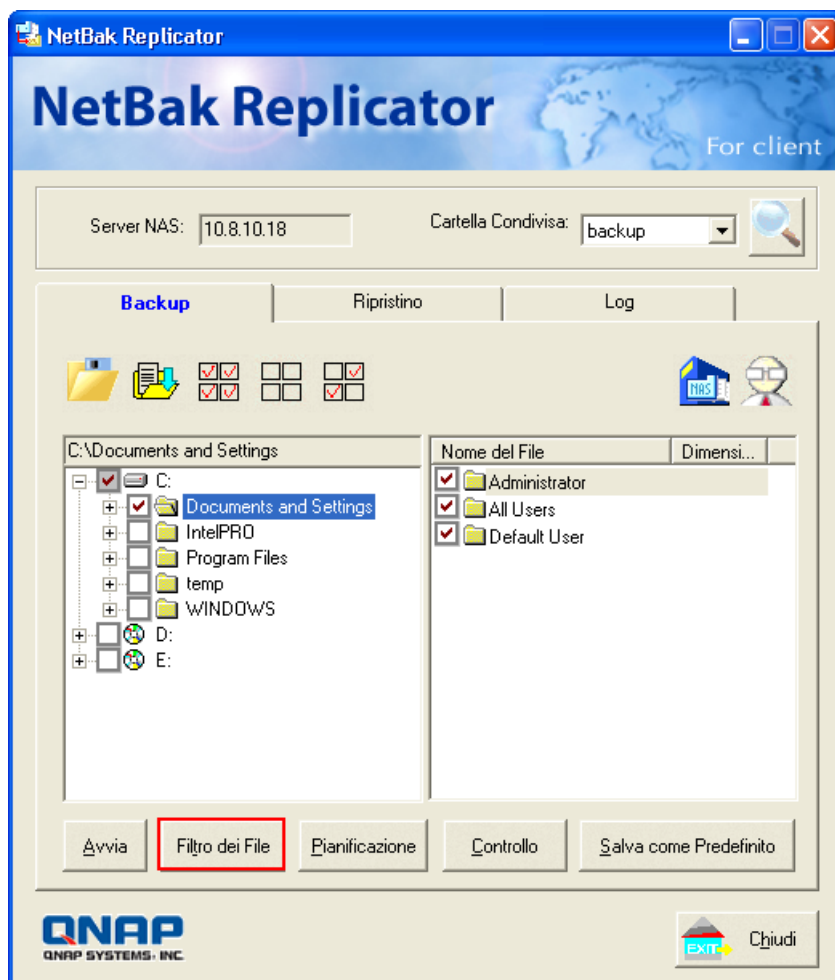 NetBak Replicator
NetBak Replicator
For client
Server NAS: 10.8.10.18 Cartella Condivisa: backup
Backup Ripristino Log
NAS
C:\Documents and Settings
C:
Documents and Settings
IntelPRO
Program Files
temp
WINDOWS
D:
E:
Nome del File Dimensi...
Administrator
All Users
Default User
Avvia Filtro dei File Pianificazione Controllo Salva come Predefinito
QNAP
QNAP SYSTEMS, INC.
EXIT Chiudi